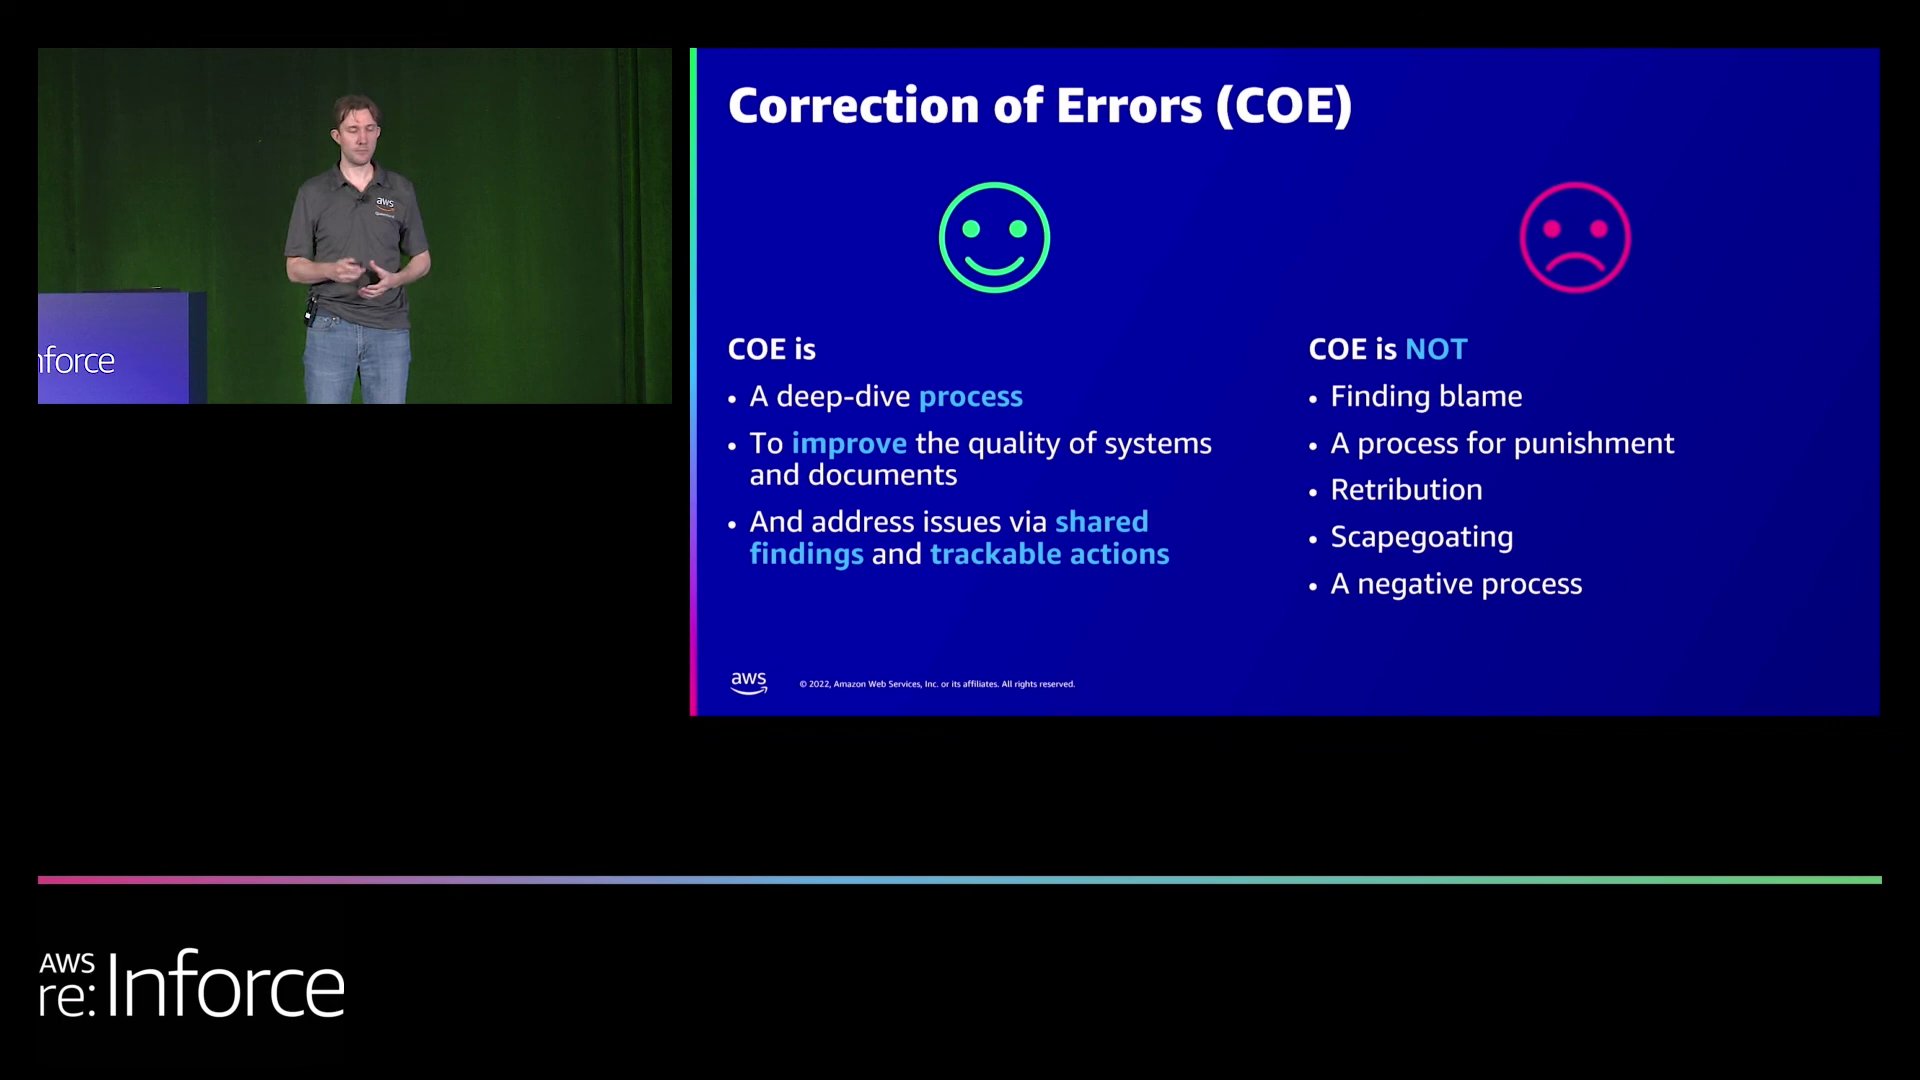 aws
nforce
Correction of Errors (COE)
COE is
• A deep-dive process
• To improve the quality of systems
and documents
• And address issues via shared
findings and trackable actions
COE is NOT
• Finding blame
• A process for punishment
• Retribution
• Scapegoating
• A negative process
aws
© 2022, Amazon Web Services, Inc. or its affiliates. All rights reserved.
AWS
re:Inforce